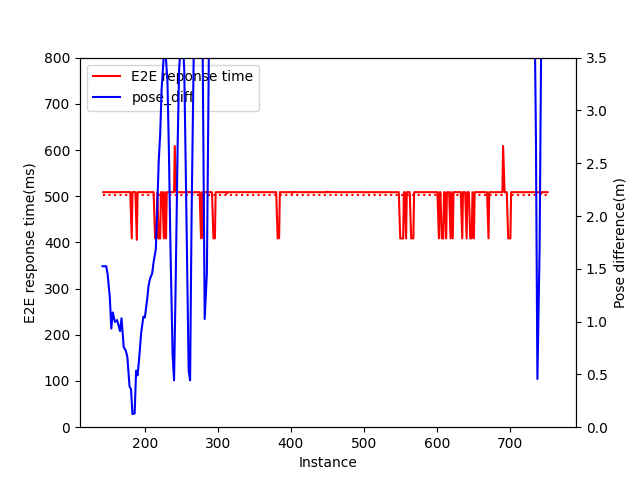 E2E reponse time
pose_diff
800
700
600
500
400
300
200
100
0
E2E response time(ms)
3.5
3.0
2.5
2.0
1.5
1.0
0.5
0.0
Pose difference(m)
200 300 400 500 600 700
Instance